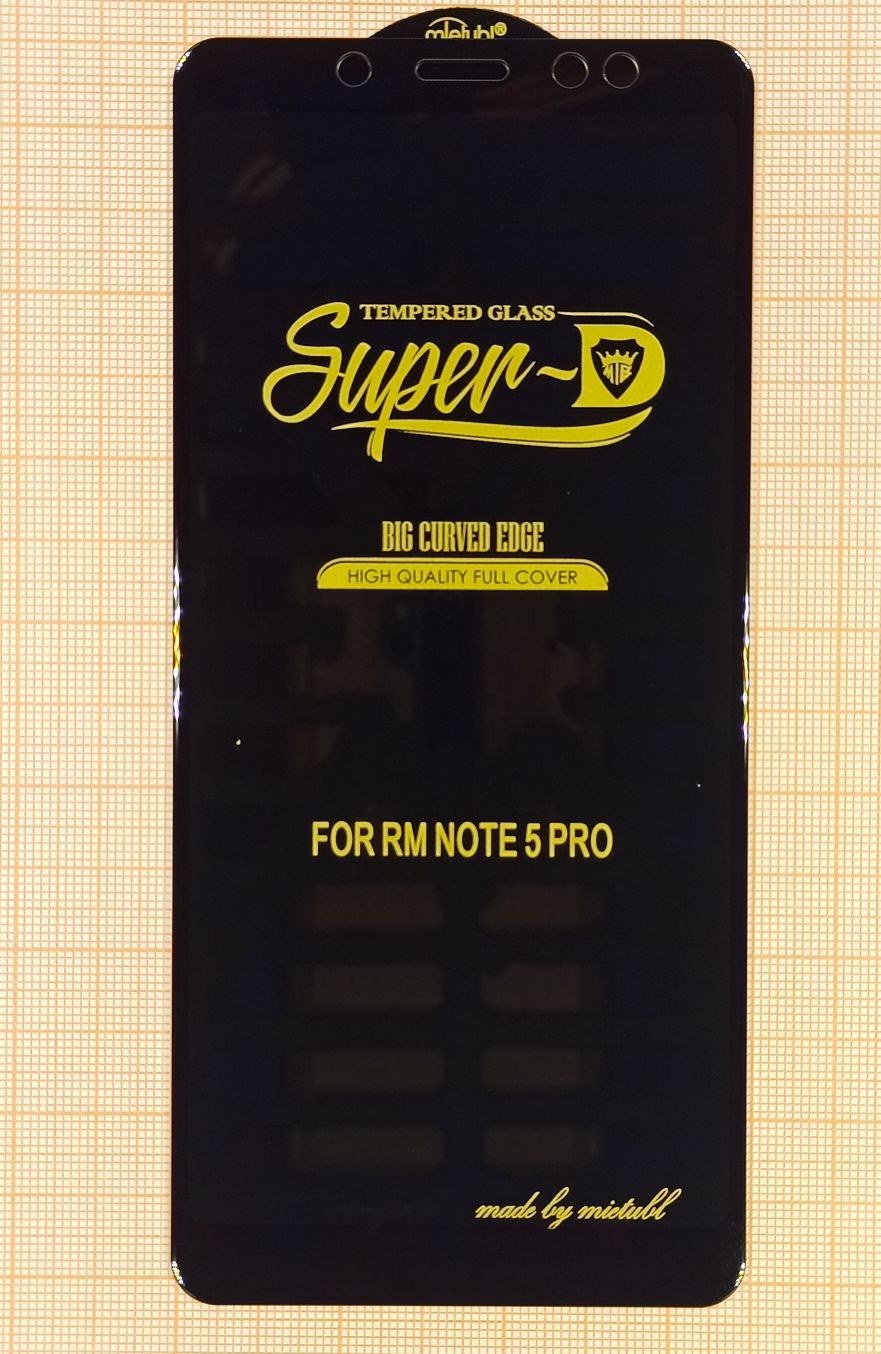 mietubl®
TEMPERED GLASS
Super-D
MTB
BIG CURVED EDGE
HIGH QUALITY FULL COVER
FOR RM NOTE 5 PRO
made by mietubl